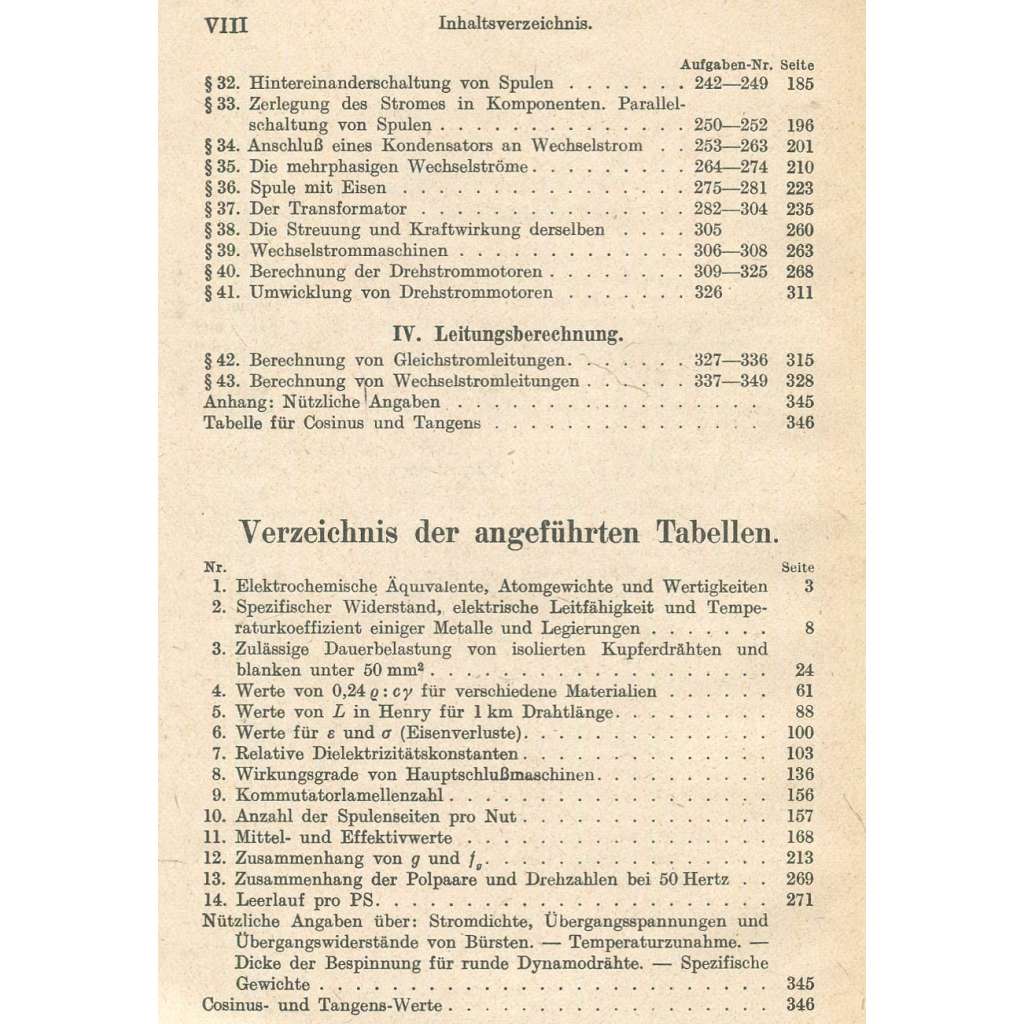 VIII Inhaltsverzeichnis.
Aufgaben-Nr. Seite
§ 32. Hintereinanderschaltung von Spulen . . . . . . . 242—249 185
§ 33. Zerlegung des Stromes in Komponenten. Parallel-
schaltung von Spulen . . . . . . . . . . . . . 250—252 196
§ 34. Anschluß eines Kondensators an Wechselstrom . . 253—263 201
§ 35. Die mehrphasigen Wechselströme . . . . . . . . 264—274 210
§ 36. Spule mit Eisen . . . . . . . . . . . . . . . 275—281 223
§ 37. Der Transformator . . . . . . . . . . . . . . 282—304 235
§ 38. Die Streuung und Kraftwirkung derselben . . . . 305 260
§ 39. Wechselstrommaschinen . . . . . . . . . . . . 306—308 263
§ 40. Berechnung der Drehstrommotoren . . . . . . . 309—325 268
§ 41. Umwicklung von Drehstrommotoren . . . . . . . 326 311
IV. Leitungsberechnung.
§ 42. Berechnung von Gleichstromleitungen . . . . . . . 327—336 315
§ 43. Berechnung von Wechselstromleitungen . . . . . . 337—349 328
Anhang: Nützliche Angaben . . . . . . . . . . . . . . . . . 345
Tabelle für Cosinus und Tangens . . . . . . . . . . . . . . 346
Verzeichnis der angeführten Tabellen.
Nr. Seite
1. Elektrochemische Äquivalente, Atomgewichte und Wertigkeiten 3
2. Spezifischer Widerstand, elektrische Leitfähigkeit und Tempe-
raturkoeffizient einiger Metalle und Legierungen . . . . . . . 8
3. Zulässige Dauerbelastung von isolierten Kupferdrähten und
blanken unter 50 mm² . . . . . . . . . . . . . . . . . . 24
4. Werte von 0,24 ϱ : c γ für verschiedene Materialien . . . . . . 61
5. Werte von L in Henry für 1 km Drahtlänge . . . . . . . . 88
6. Werte für ε und σ (Eisenverluste) . . . . . . . . . . . . . 100
7. Relative Dielektrizitätskonstanten . . . . . . . . . . . . . 103
8. Wirkungsgrade von Hauptschlußmaschinen . . . . . . . . . 136
9. Kommutatorlamellenzahl . . . . . . . . . . . . . . . . . 156
10. Anzahl der Spulenseiten pro Nut . . . . . . . . . . . . . 157
11. Mittel- und Effektivwerte . . . . . . . . . . . . . . . . 168
12. Zusammenhang von g und f_g . . . . . . . . . . . . . . . 213
13. Zusammenhang der Polpaare und Drehzahlen bei 50 Hertz . . 269
14. Leerlauf pro PS . . . . . . . . . . . . . . . . . . . . . 271
Nützliche Angaben über: Stromdichte, Übergangsspannungen und
Übergangswiderstände von Bürsten. — Temperaturzunahme. —
Dicke der Bespinnung für runde Dynamodrähte. — Spezifische
Gewichte . . . . . . . . . . . . . . . . . . . . . . . . 345
Cosinus- und Tangens-Werte . . . . . . . . . . . . . . . . . 346